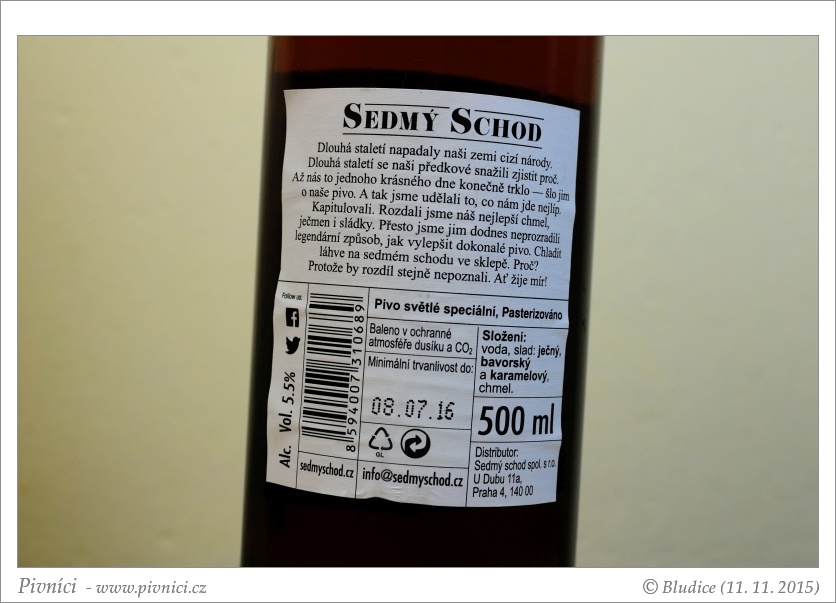 SEDMÝ SCHOD
Dlouhá staletí napadaly naši zemi cizí národy.
Dlouhá staletí se naši předkové snažili zjistit proč.
Až nás to jednoho krásného dne konečně trklo — šlo jim
o naše pivo. A tak jsme udělali to, co nám jde nejlíp.
Kapitulovali. Rozdali jsme náš nejlepší chmel,
ječmen i sládky. Přesto jsme jim dodnes neprozradili
legendární způsob, jak vylepšit dokonalé pivo. Chladit
láhve na sedmém schodu ve sklepě. Proč?
Protože by rozdíl stejně nepoznali. Ať žije mír!
Follow us:
Alc. Vol. 5.5%
8594007310689
Pivo světlé speciální, Pasterizováno
Baleno v ochranné
atmosféře dusíku a CO₂
Minimální trvanlivost do:
08.07.16
GL
Složení:
voda, slad: ječný,
bavorský
a karamelový,
chmel.
500 ml
sedmyschod.cz
info@sedmyschod.cz
Distributor:
Sedmý schod spol. s r.o.
U Dubu 11a,
Praha 4, 140 00
Pivníci - www.pivnici.cz
© Bludice (11. 11. 2015)